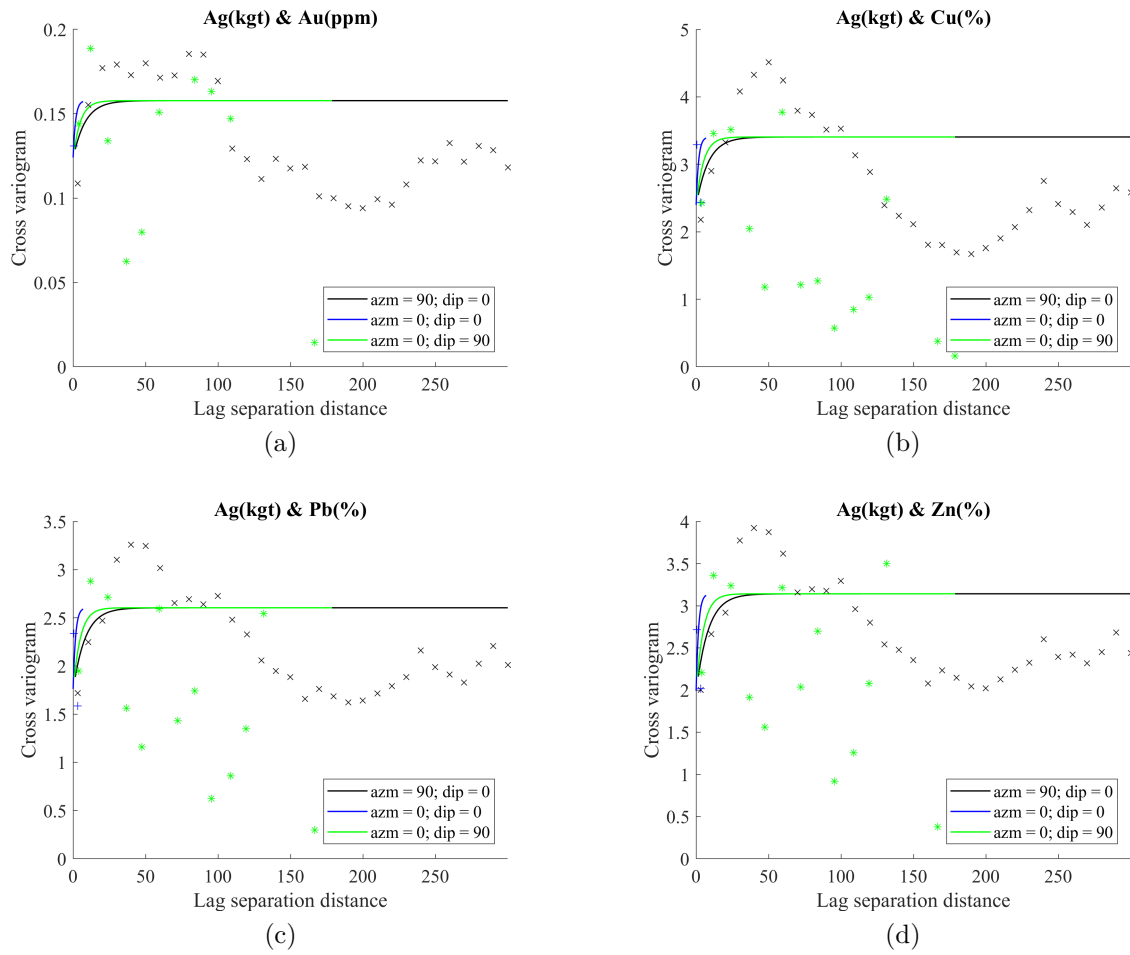 Ag(kgt) & Au(ppm)
0.2
0.15
0.1
0.05
0
Cross variogram
azm = 90; dip = 0
azm = 0; dip = 0
azm = 0; dip = 90
0 50 100 150 200 250
Lag separation distance
(a)
Ag(kgt) & Cu(%)
5
4
3
2
1
0
Cross variogram
azm = 90; dip = 0
azm = 0; dip = 0
azm = 0; dip = 90
0 50 100 150 200 250
Lag separation distance
(b)
Ag(kgt) & Pb(%)
3.5
3
2.5
2
1.5
1
0.5
0
Cross variogram
azm = 90; dip = 0
azm = 0; dip = 0
azm = 0; dip = 90
0 50 100 150 200 250
Lag separation distance
(c)
Ag(kgt) & Zn(%)
4
3.5
3
2.5
2
1.5
1
0.5
0
Cross variogram
azm = 90; dip = 0
azm = 0; dip = 0
azm = 0; dip = 90
0 50 100 150 200 250
Lag separation distance
(d)